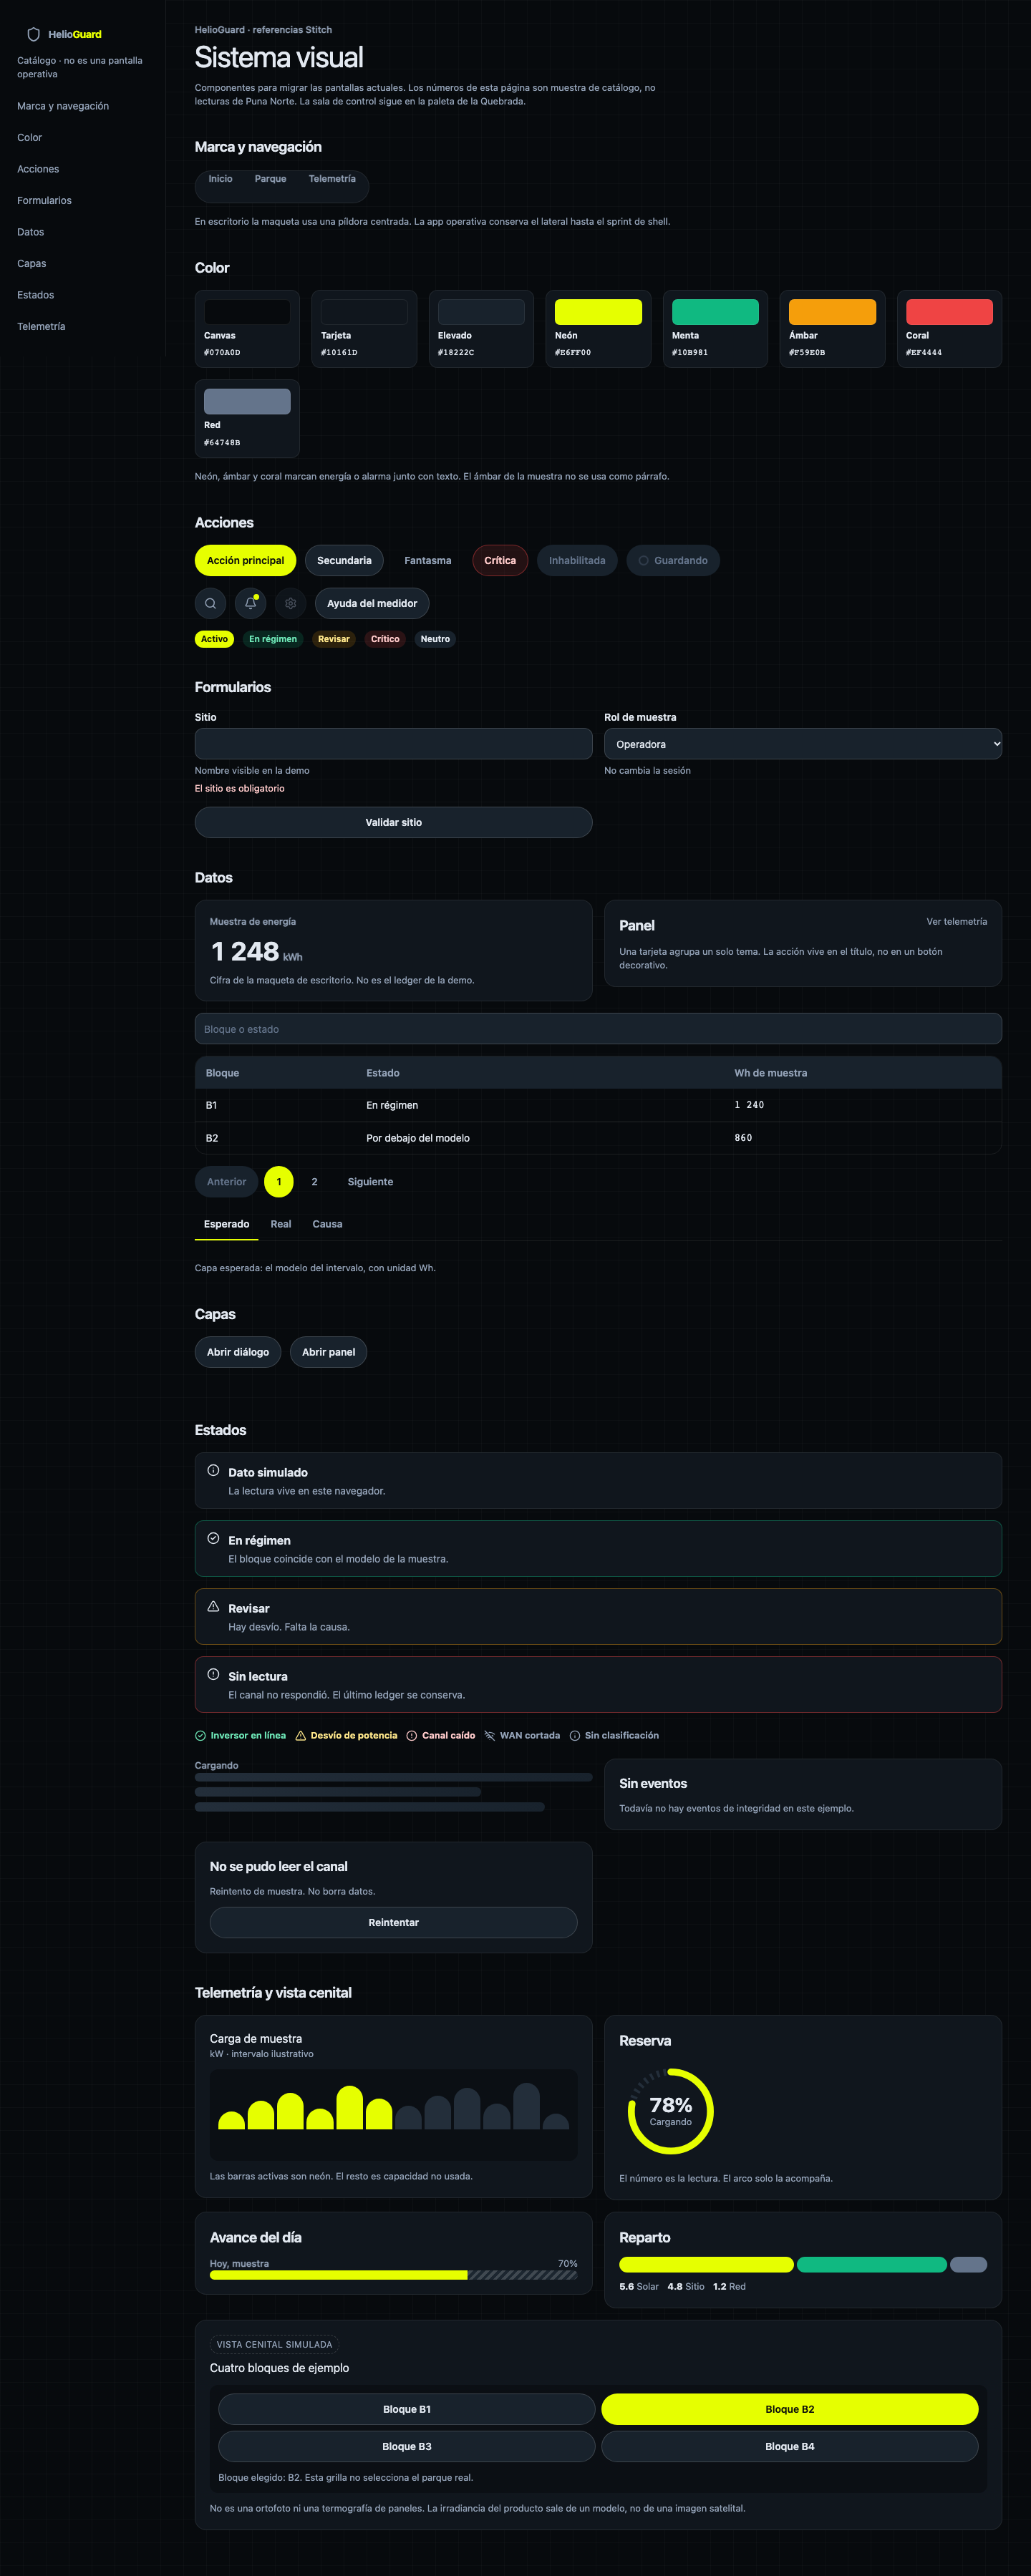 HelioGuard
Catálogo · no es una pantalla
operativa
Marca y navegación
Color
Acciones
Formularios
Datos
Capas
Estados
Telemetría
HelioGuard · referencias Stitch
Sistema visual
Componentes para migrar las pantallas actuales. Los números de esta página son muestra de catálogo, no
lecturas de Puna Norte. La sala de control sigue en la paleta de la Quebrada.
Marca y navegación
Inicio Parque Telemetría
En escritorio la maqueta usa una píldora centrada. La app operativa conserva el lateral hasta el sprint de shell.
Color
Canvas Tarjeta Elevado Neón Menta Ámbar Coral
#070A0D #10161D #18222C #E6FF00 #10B981 #F59E0B #EF4444
Red
#64748B
Neón, ámbar y coral marcan energía o alarma junto con texto. El ámbar de la muestra no se usa como párrafo.
Acciones
Acción principal Secundaria Fantasma Crítica Inhabilitada Guardando
Ayuda del medidor
Activo En régimen Revisar Crítico Neutro
Formularios
Sitio Rol de muestra
Operadora
Nombre visible en la demo No cambia la sesión
El sitio es obligatorio
Validar sitio
Datos
Muestra de energía
1 248 kWh
Cifra de la maqueta de escritorio. No es el ledger de la demo.
Panel Ver telemetría
Una tarjeta agrupa un solo tema. La acción vive en el título, no en un botón
decorativo.
Bloque o estado
Bloque Estado Wh de muestra
B1 En régimen 1 240
B2 Por debajo del modelo 860
Anterior 1 2 Siguiente
Esperado Real Causa
Capa esperada: el modelo del intervalo, con unidad Wh.
Capas
Abrir diálogo Abrir panel
Estados
Dato simulado
La lectura vive en este navegador.
En régimen
El bloque coincide con el modelo de la muestra.
Revisar
Hay desvío. Falta la causa.
Sin lectura
El canal no respondió. El último ledger se conserva.
Inversor en línea Desvío de potencia Canal caído WAN cortada Sin clasificación
Cargando
Sin eventos
Todavía no hay eventos de integridad en este ejemplo.
No se pudo leer el canal
Reintento de muestra. No borra datos.
Reintentar
Telemetría y vista cenital
Carga de muestra
kW · intervalo ilustrativo
Las barras activas son neón. El resto es capacidad no usada.
Reserva
78%
Cargando
El número es la lectura. El arco solo la acompaña.
Avance del día
Hoy, muestra 70%
Reparto
5.6 Solar 4.8 Sitio 1.2 Red
VISTA CENITAL SIMULADA
Cuatro bloques de ejemplo
Bloque B1 Bloque B2
Bloque B3 Bloque B4
Bloque elegido: B2. Esta grilla no selecciona el parque real.
No es una ortofoto ni una termografía de paneles. La irradiancia del producto sale de un modelo, no de una imagen satelital.